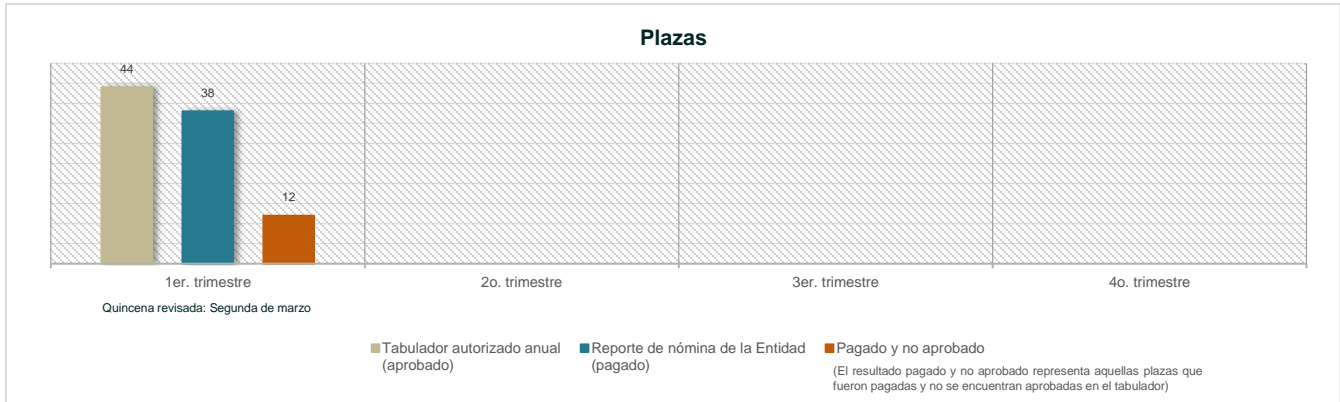 Plazas
44
38
12
1er. trimestre
2o. trimestre
3er. trimestre
4o. trimestre
Quincena revisada: Segunda de marzo
Tabulador autorizado anual
(aprobado)
Reporte de nómina de la Entidad
(pagado)
Pagado y no aprobado
(El resultado pagado y no aprobado representa aquellas plazas que
fueron pagadas y no se encuentran aprobadas en el tabulador)